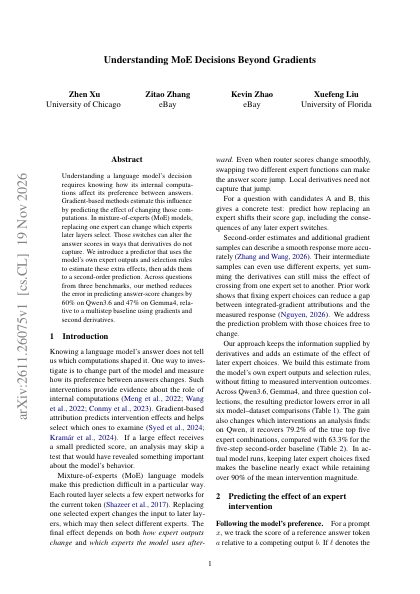 Understanding MoE Decisions Beyond Gradients
Zhen Xu
University of Chicago
Zitao Zhang
eBay
Kevin Zhao
eBay
Xuefeng Liu
University of Florida
arXiv:2611.26075v1 [cs.CL] 19 Nov 2026
Abstract
Understanding a language model's decision
requires knowing how its internal computa-
tions affect its preference between answers.
Gradient-based methods estimate this influence
by predicting the effect of changing those com-
putations. In mixture-of-experts (MoE) models,
replacing one expert can change which experts
later layers select. Those switches can alter the
answer scores in ways that derivatives do not
capture. We introduce a predictor that uses the
model's own expert outputs and selection rules
to estimate these extra effects, then adds them
to a second-order prediction. Across questions
from three benchmarks, our method reduces the
error in predicting answer-score changes by
60% on Qwen3.6 and 47% on Gemma4, rela-
tive to a multistep baseline using gradients and
second derivatives.
1 Introduction
Knowing a language model's answer does not tell
us which computations shaped it. One way to inves-
tigate is to change part of the model and measure
how its preference between answers changes. Such
interventions provide evidence about the role of
internal computations (Meng et al., 2022; Wang
et al., 2022; Conmy et al., 2023). Gradient-based
attribution predicts intervention effects and helps
select which ones to examine (Syed et al., 2024;
Kramár et al., 2024). If a large effect receives
a small predicted score, an analysis may skip a
test that would have revealed something important
about the model's behavior.
Mixture-of-experts (MoE) language models
make this prediction difficult in a particular way.
Each routed layer selects a few expert networks for
the current token (Shazeer et al., 2017). Replacing
one selected expert changes the input to later lay-
ers, which may then select different experts. The
final effect depends on both how expert outputs
change and which experts the model uses after-
ward. Even when router scores change smoothly,
swapping two different expert functions can make
the answer score jump. Local derivatives need not
capture that jump.
For a question with candidates A and B, this
gives a concrete test: predict how replacing an
expert shifts their score gap, including the conse-
quences of any later expert switches.
Second-order estimates and additional gradient
samples can describe a smooth response more accu-
rately (Zhang and Wang, 2026). Their intermediate
samples can even use different experts, yet sum-
ming the derivatives can still miss the effect of
crossing from one expert set to another. Prior work
shows that fixing expert choices can reduce a gap
between integrated-gradient attributions and the
measured response (Nguyen, 2026). We address
the prediction problem with those choices free to
change.
Our approach keeps the information supplied by
derivatives and adds an estimate of the effect of
later expert choices. We build this estimate from
the model's own expert outputs and selection rules,
without fitting to measured intervention outcomes.
Across Qwen3.6, Gemma4, and three question col-
lections, the resulting predictor lowers error in all
six model–dataset comparisons (Table 1). The gain
also changes which interventions an analysis finds:
on Qwen, it recovers 79.2% of the true top five
expert combinations, compared with 63.3% for the
five-step second-order baseline (Table 2). In ac-
tual model runs, keeping later expert choices fixed
makes the baseline nearly exact while retaining
over 90% of the mean intervention magnitude.
2 Predicting the effect of an expert
intervention
Following the model's preference. For a prompt
x, we track the score of a reference answer token
a relative to a competing output b. If ℓ denotes the
1